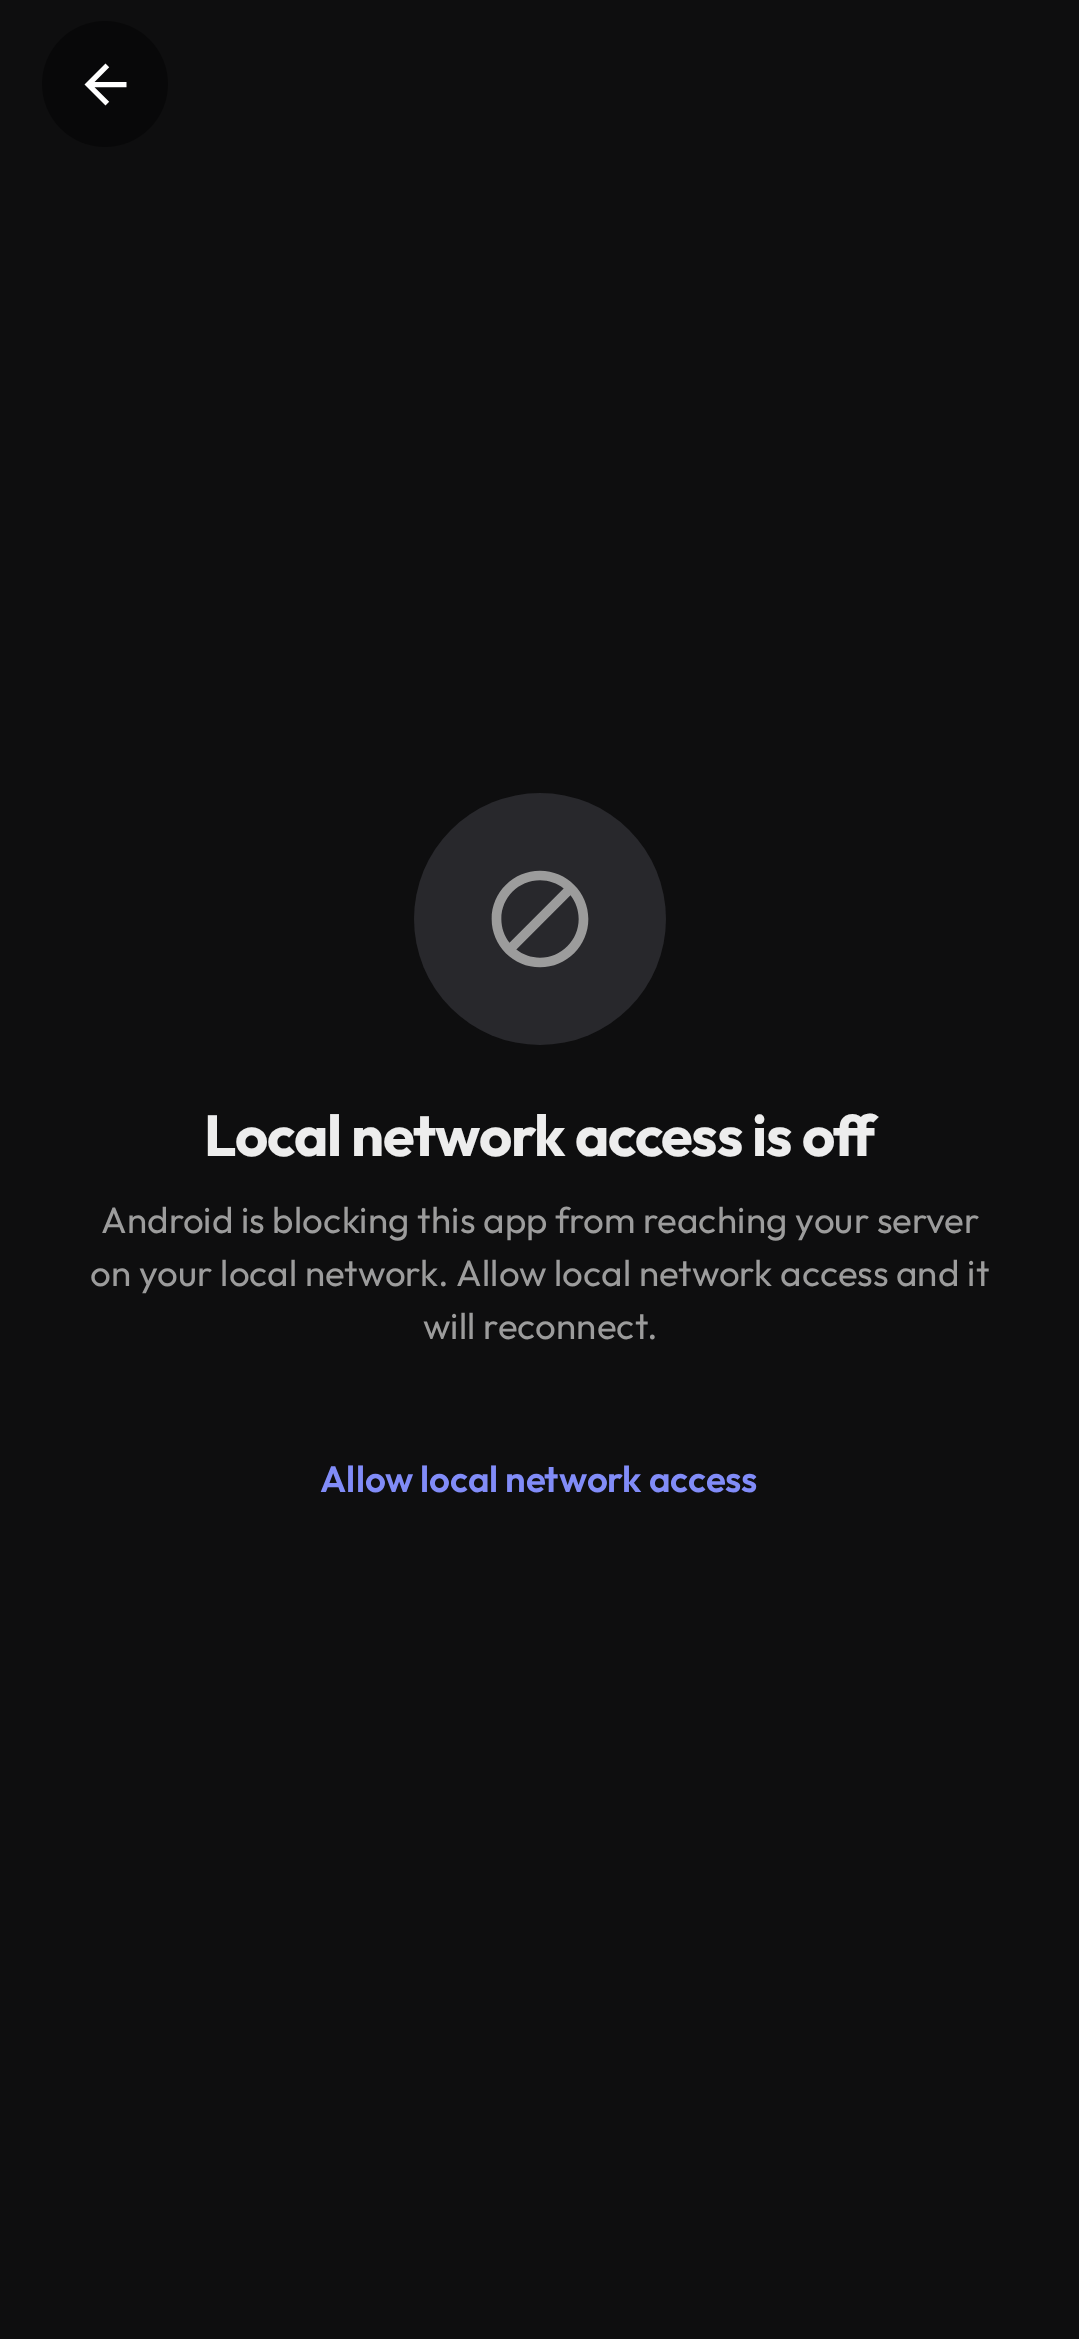 Local network access is off
Android is blocking this app from reaching your server
on your local network. Allow local network access and it
will reconnect.
Allow local network access